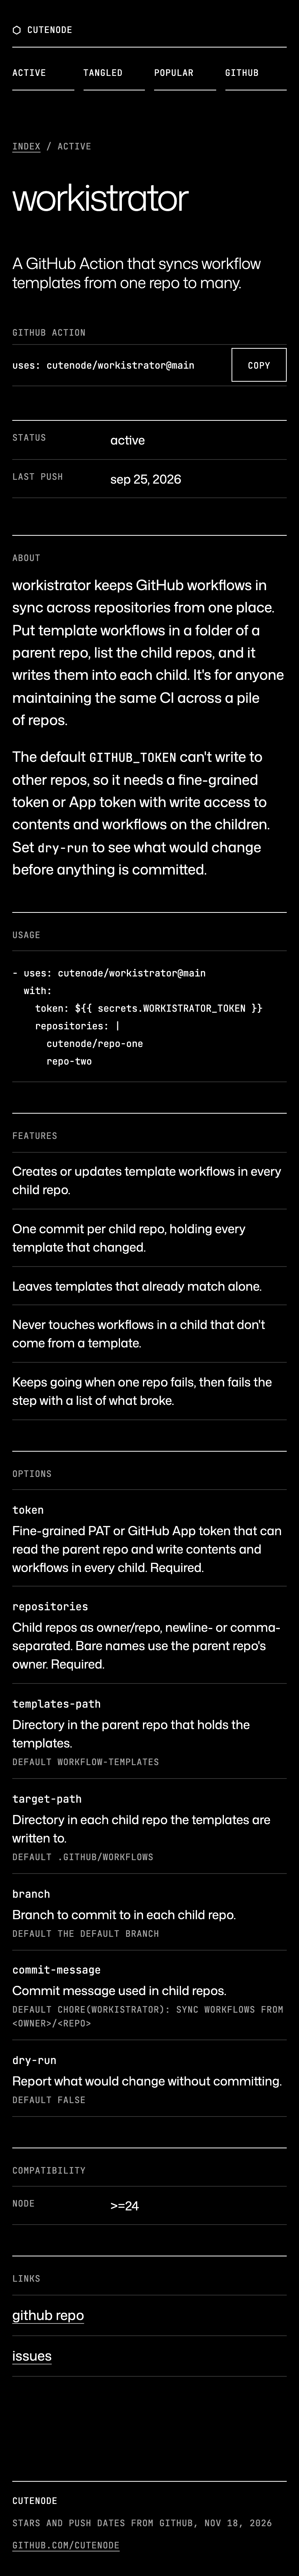 CUTENODE
ACTIVE TANGLED POPULAR GITHUB
INDEX / ACTIVE
workistrator
A GitHub Action that syncs workflow
templates from one repo to many.
GITHUB ACTION
uses: cutenode/workistrator@main COPY
STATUS active
LAST PUSH sep 25, 2026
ABOUT
workistrator keeps GitHub workflows in
sync across repositories from one place.
Put template workflows in a folder of a
parent repo, list the child repos, and it
writes them into each child. It's for anyone
maintaining the same CI across a pile
of repos.
The default GITHUB_TOKEN can't write to
other repos, so it needs a fine-grained
token or App token with write access to
contents and workflows on the children.
Set dry-run to see what would change
before anything is committed.
USAGE
- uses: cutenode/workistrator@main
with:
token: ${{ secrets.WORKISTRATOR_TOKEN }}
repositories: |
cutenode/repo-one
repo-two
FEATURES
Creates or updates template workflows in every
child repo.
One commit per child repo, holding every
template that changed.
Leaves templates that already match alone.
Never touches workflows in a child that don't
come from a template.
Keeps going when one repo fails, then fails the
step with a list of what broke.
OPTIONS
token
Fine-grained PAT or GitHub App token that can
read the parent repo and write contents and
workflows in every child. Required.
repositories
Child repos as owner/repo, newline- or comma-
separated. Bare names use the parent repo's
owner. Required.
templates-path
Directory in the parent repo that holds the
templates.
DEFAULT WORKFLOW-TEMPLATES
target-path
Directory in each child repo the templates are
written to.
DEFAULT .GITHUB/WORKFLOWS
branch
Branch to commit to in each child repo.
DEFAULT THE DEFAULT BRANCH
commit-message
Commit message used in child repos.
DEFAULT CHORE(WORKISTRATOR): SYNC WORKFLOWS FROM
<OWNER>/<REPO>
dry-run
Report what would change without committing.
DEFAULT FALSE
COMPATIBILITY
NODE >=24
LINKS
github repo
issues
CUTENODE
STARS AND PUSH DATES FROM GITHUB, NOV 18, 2026
GITHUB.COM/CUTENODE